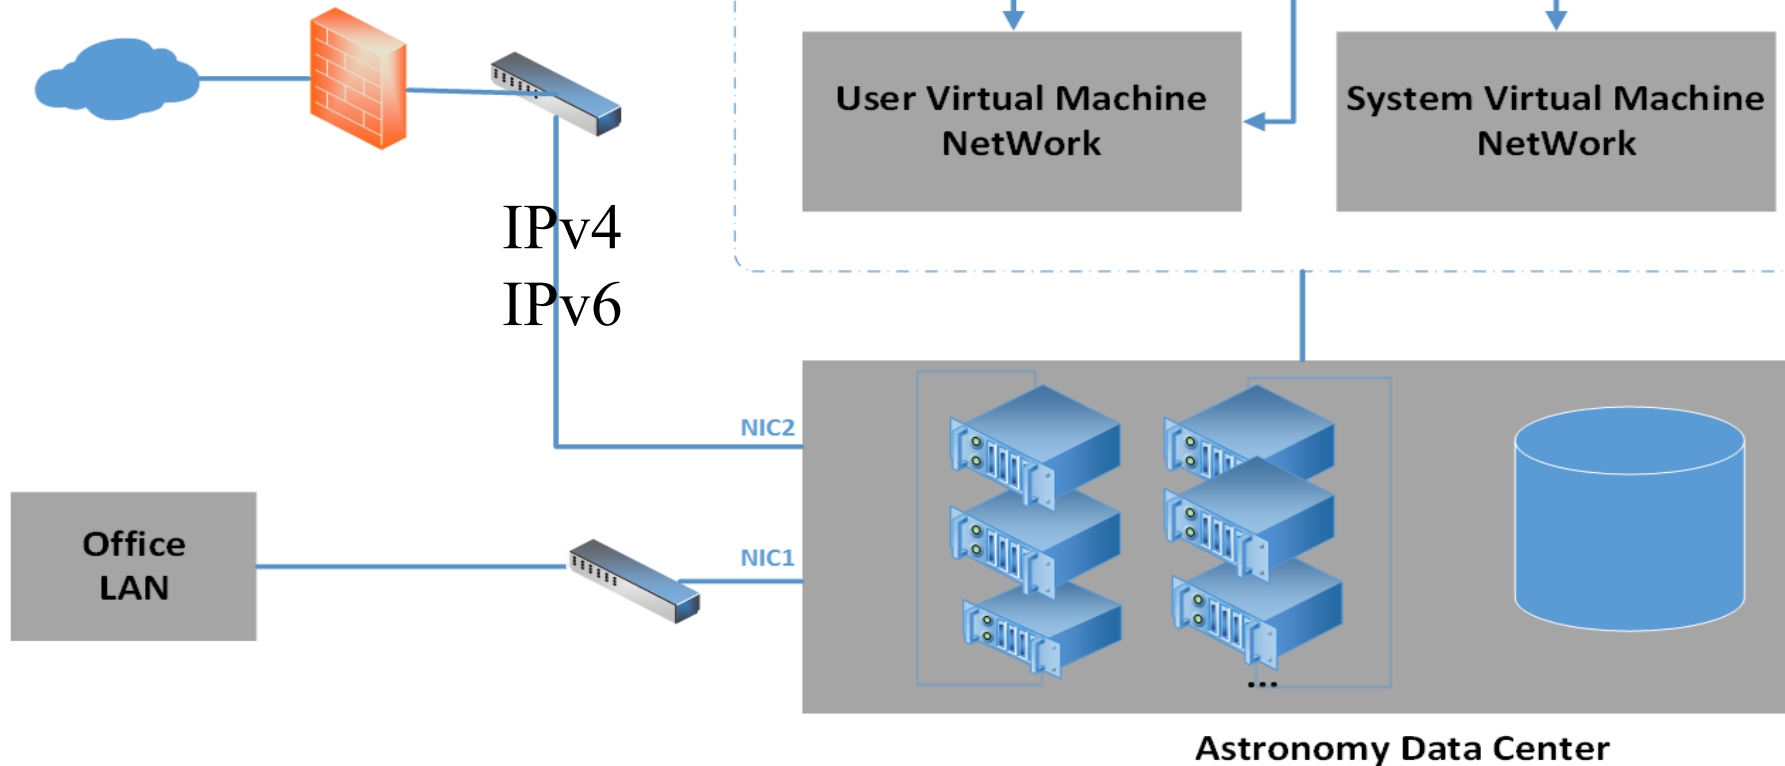 User Virtual Machine
NetWork
System Virtual Machine
NetWork
IPv4
IPv6
NIC2
Office
LAN
NIC1
...
Astronomy Data Center